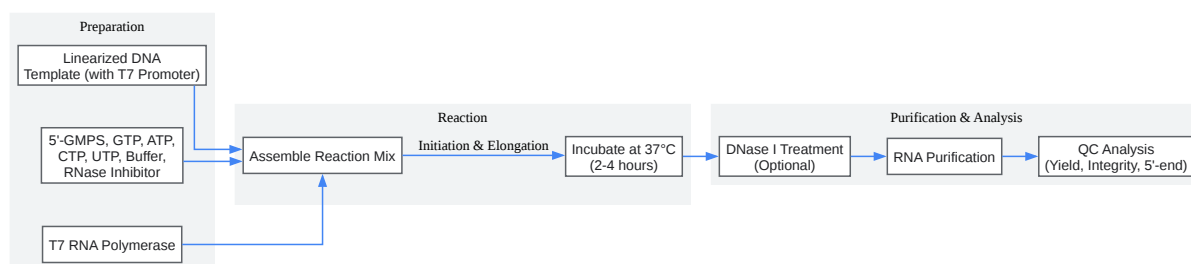 Preparation
Linearized DNA
Template (with T7 Promoter)
5'-GMPS, GTP, ATP,
CTP, UTP, Buffer,
RNase Inhibitor
T7 RNA Polymerase
Reaction
Assemble Reaction Mix
Initiation & Elongation
Incubate at 37°C
(2-4 hours)
Purification & Analysis
DNase I Treatment
(Optional)
RNA Purification
QC Analysis
(Yield, Integrity, 5'-end)